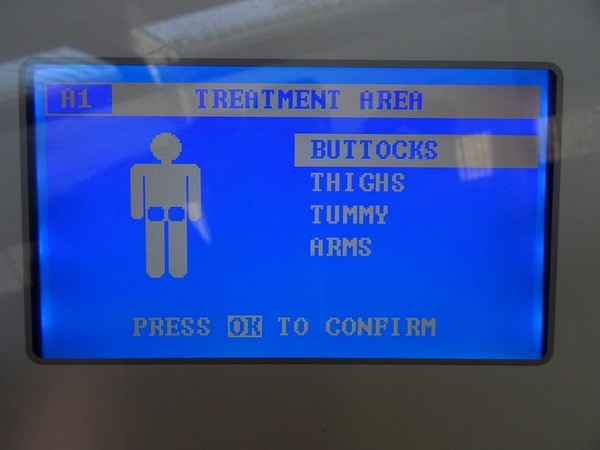 A1 TREATMENT AREA
BUTTOCKS
THIGHS
TUMMY
ARMS
PRESS OK TO CONFIRM